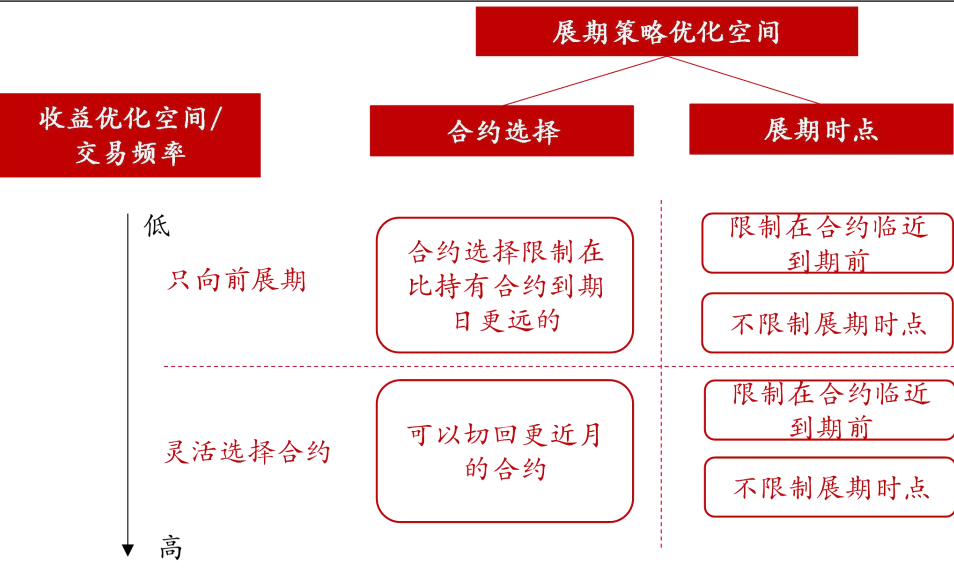 展期策略优化空间
收益优化空间/
交易频率
合约选择
展期时点
低
只向前展期
合约选择限制在
比持有合约到期
日更远的
限制在合约临近
到期前
不限制展期时点
灵活选择合约
可以切回更近月
的合约
限制在合约临近
到期前
不限制展期时点
高